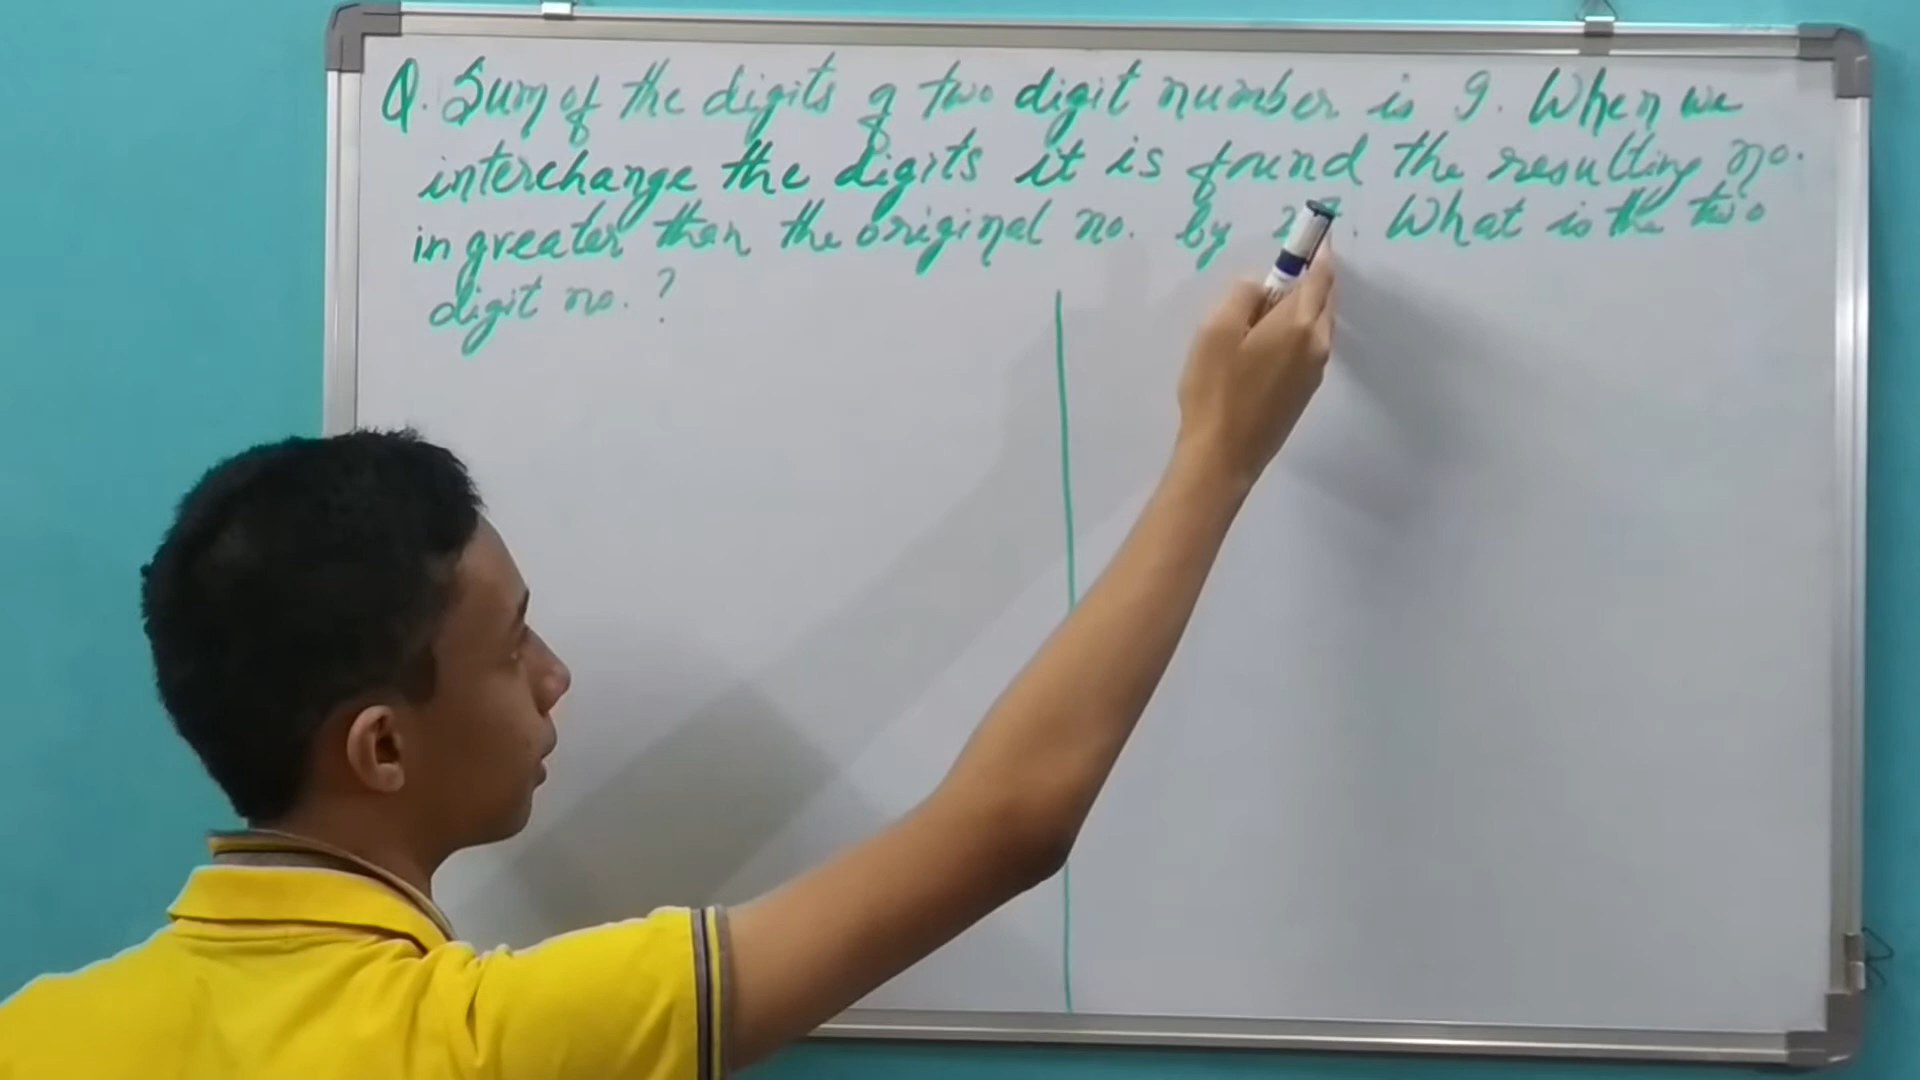 Q. Sum of the digits of two digit number is 9. When we
interchange the digits it is found the resulting no.
in greater than the original no. by . What is the two
digit no. ?